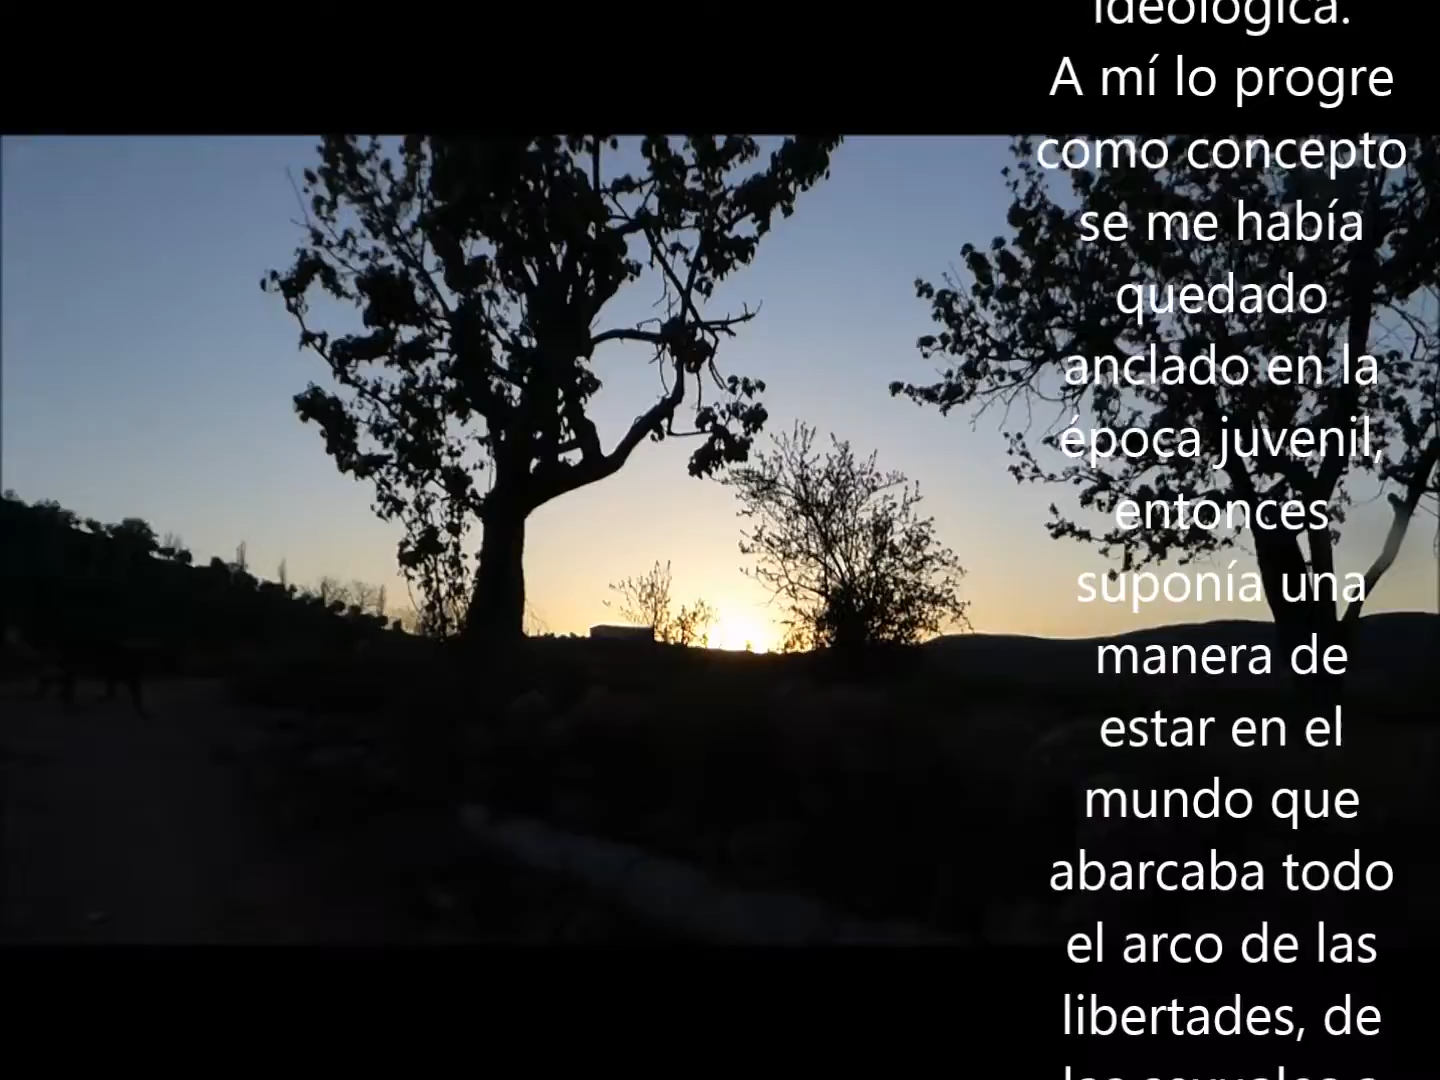 ideológica.
A mí lo progre
como concepto
se me había
quedado
anclado en la
época juvenil,
entonces
suponía una
manera de
estar en el
mundo que
abarcaba todo
el arco de las
libertades, de